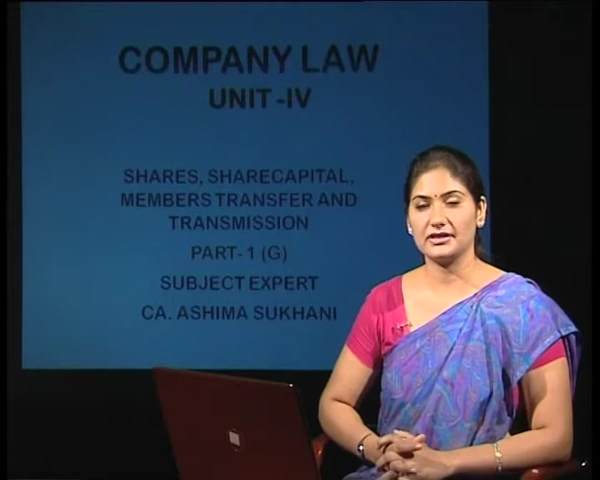 COMPANY LAW
UNIT -IV
SHARES, SHARECAPITAL,
MEMBERS TRANSFER AND
TRANSMISSION
PART- 1 (G)
SUBJECT EXPERT
CA. ASHIMA SUKHANI